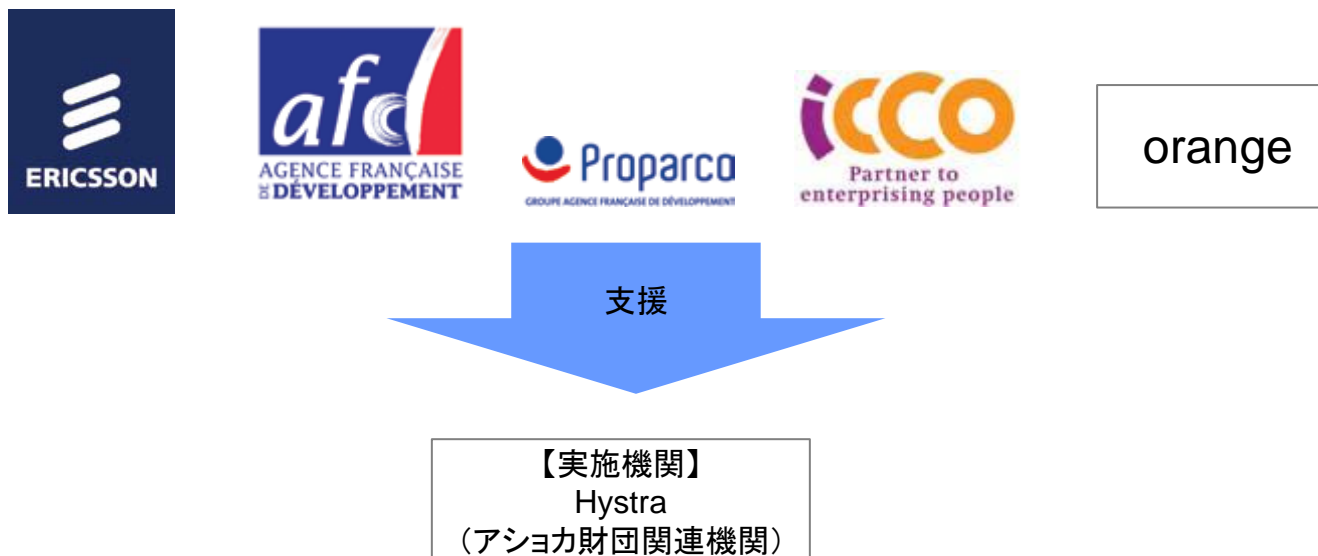 ERICSSON
afd
AGENCE FRANÇAISE
DE DÉVELOPPEMENT
Proparco
GROUPE AGENCE FRANÇAISE DE DÉVELOPPEMENT
icco
Partner to
enterprising people
orange
支援
【実施機関】
Hystra
（アショカ財団関連機関）